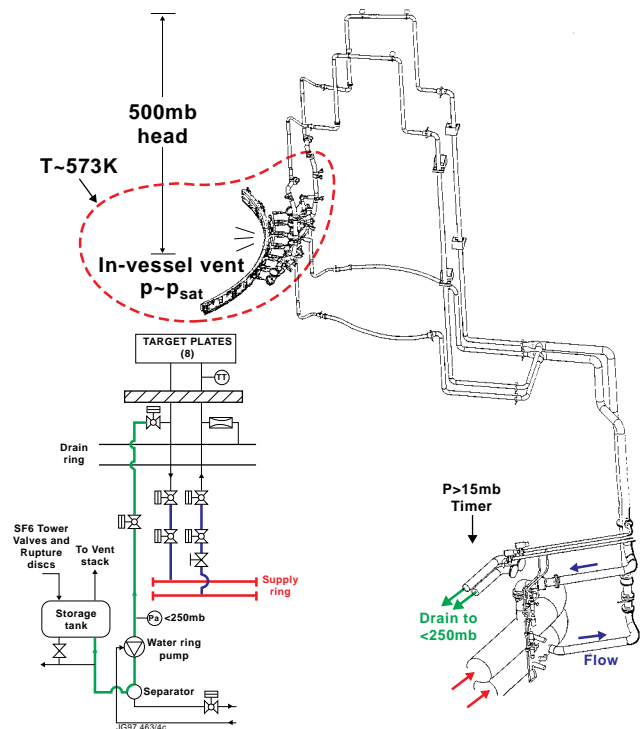 500mb
head
T~573K
In-vessel vent
p~psat
TARGET PLATES
(8)
TT
Drain
ring
SF6 Tower
Valves and
Rupture
discs
To Vent
stack
Supply
ring
Storage
tank
Pa <250mb
Water ring
pump
Separator
JG97.463/4c
P>15mb
Timer
Drain to
<250mb
Flow